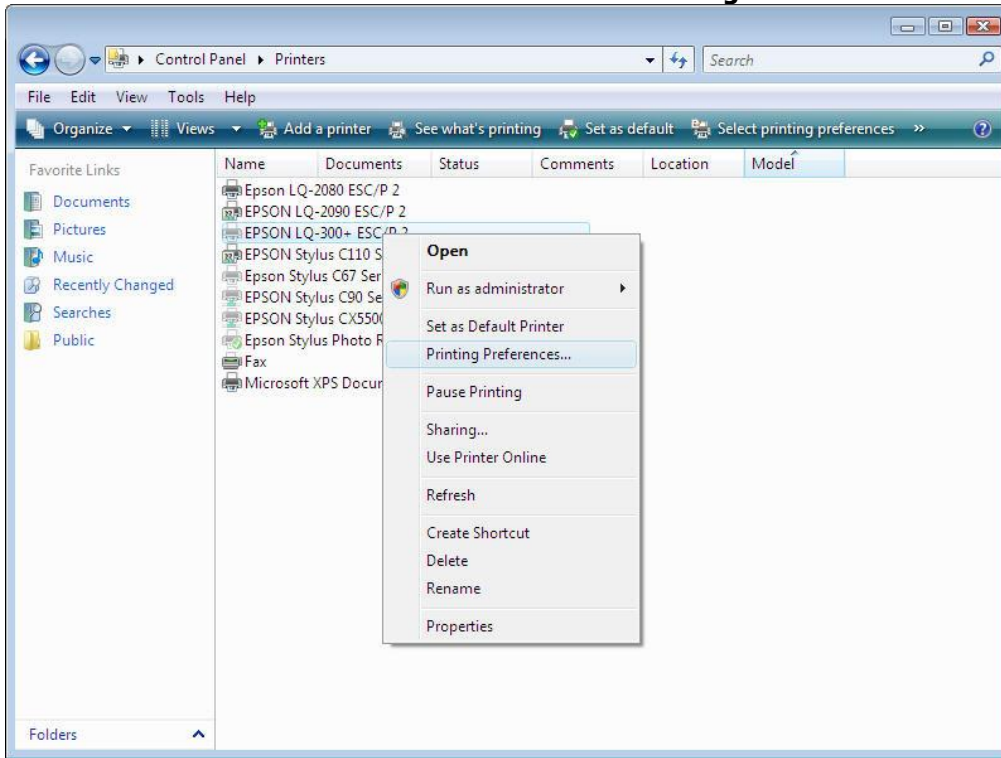 Control Panel ▸ Printers
Search
File Edit View Tools Help
Organize Views Add a printer See what's printing Set as default Select printing preferences »
Favorite Links
Documents
Pictures
Music
Recently Changed
Searches
Public
Folders
Name Documents Status Comments Location Model
Epson LQ-2080 ESC/P 2
EPSON LQ-2090 ESC/P 2
EPSON LQ-300+ ESC/P 2
EPSON Stylus C110 S
Epson Stylus C67 Ser
EPSON Stylus C90 Se
EPSON Stylus CX5500
Epson Stylus Photo R
Fax
Microsoft XPS Docur
Open
Run as administrator
Set as Default Printer
Printing Preferences...
Pause Printing
Sharing...
Use Printer Online
Refresh
Create Shortcut
Delete
Rename
Properties